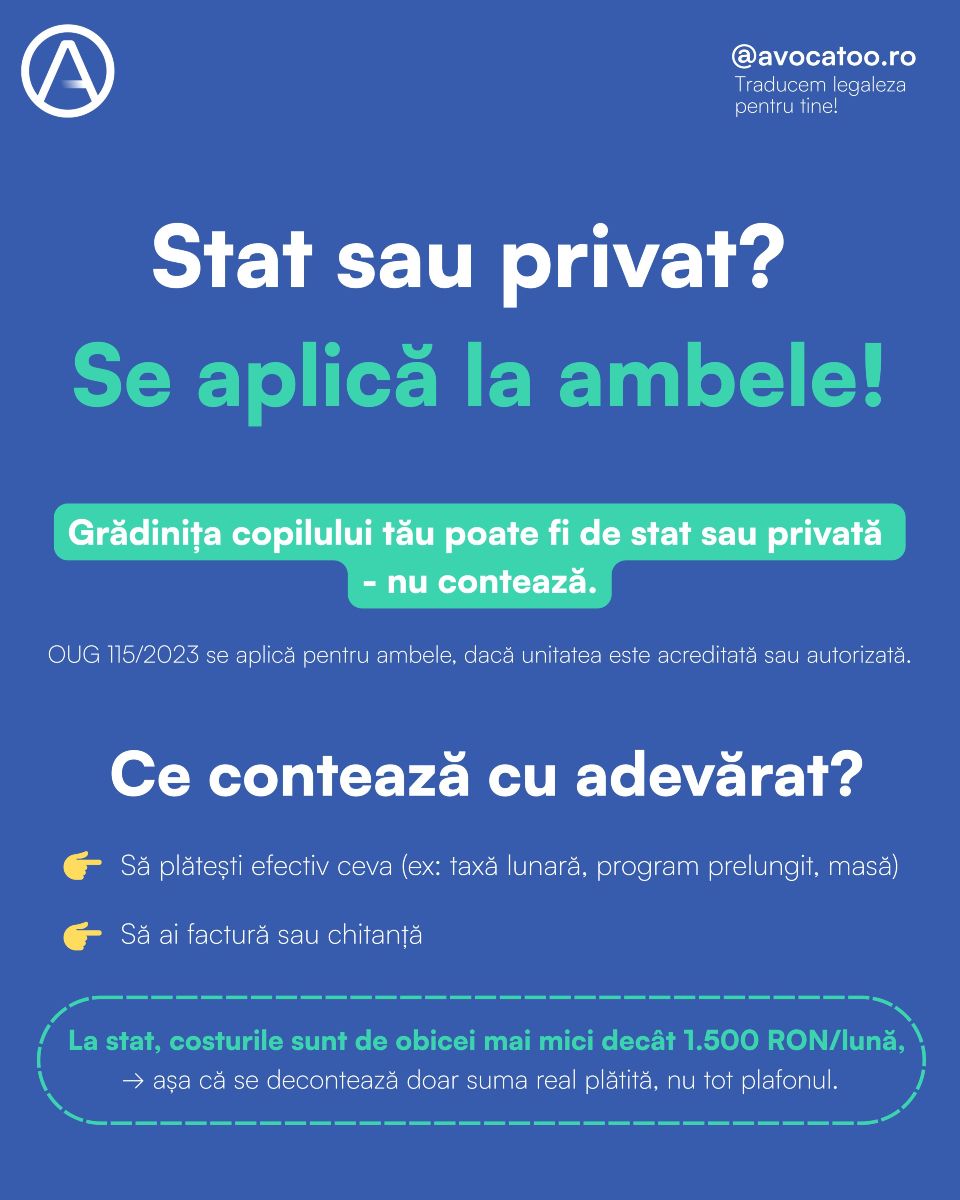 @avocatoo.ro
Traducem legaleza
pentru tine!
Stat sau privat?
Se aplică la ambele!
Grădinița copilului tău poate fi de stat sau privată
- nu contează.
OUG 115/2023 se aplică pentru ambele, dacă unitatea este acreditată sau autorizată.
Ce contează cu adevărat?
👉 Să plătești efectiv ceva (ex: taxă lunară, program prelungit, masă)
👉 Să ai factură sau chitanță
La stat, costurile sunt de obicei mai mici decât 1.500 RON/lună,
→ așa că se decontează doar suma real plătită, nu tot plafonul.